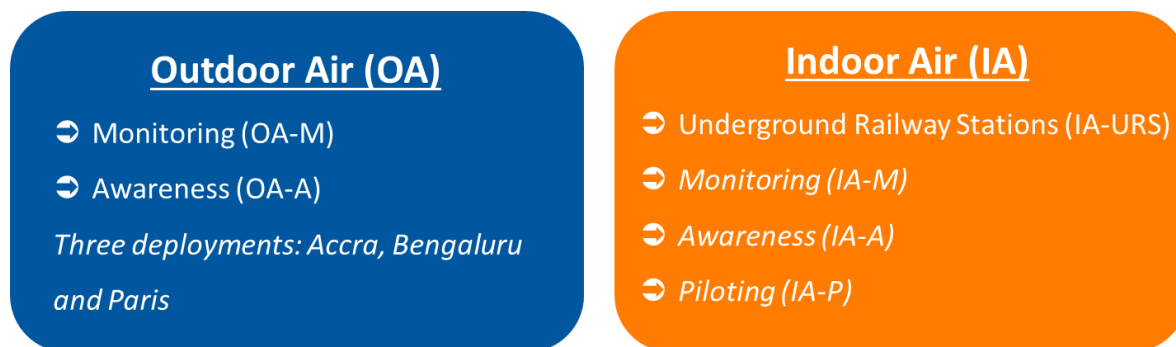 Outdoor Air (OA)
➲ Monitoring (OA-M)
➲ Awareness (OA-A)
Three deployments: Accra, Bengaluru
and Paris
Indoor Air (IA)
➲ Underground Railway Stations (IA-URS)
➲ Monitoring (IA-M)
➲ Awareness (IA-A)
➲ Piloting (IA-P)